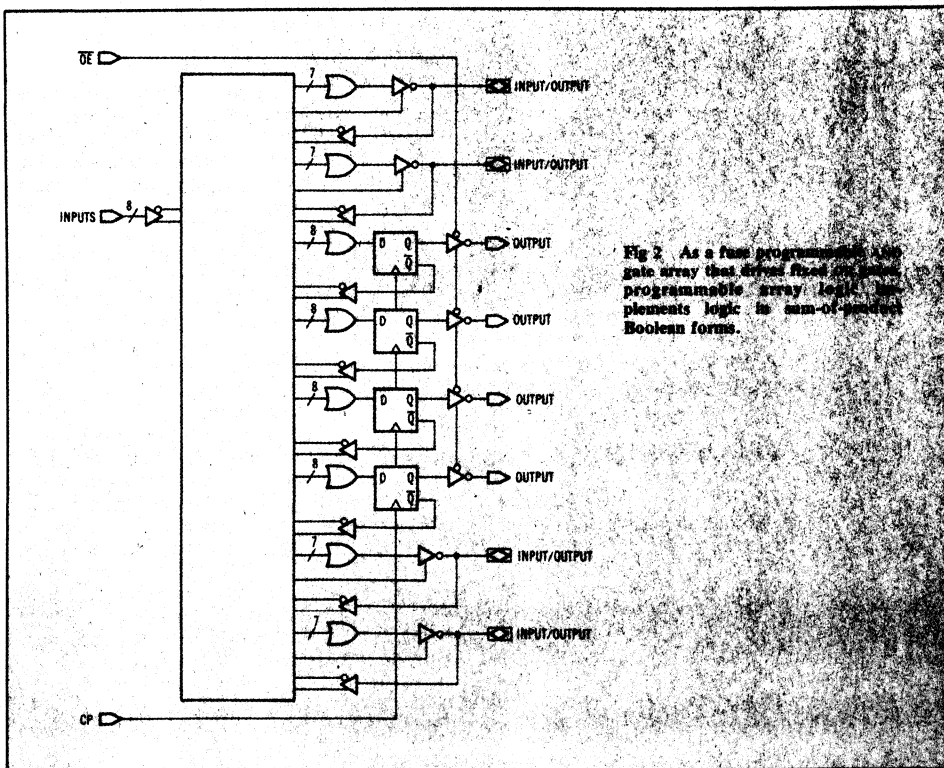 OE
7
INPUT/OUTPUT
7
INPUT/OUTPUT
INPUTS
8
8
D Q
Q
OUTPUT
8
D Q
Q
OUTPUT
8
D Q
Q
OUTPUT
8
D Q
Q
OUTPUT
7
INPUT/OUTPUT
7
INPUT/OUTPUT
CP
Fig 2 As a fuse
gate array that drives fixed
programmable array logic
plements logic in sum-of-product
Boolean forms.